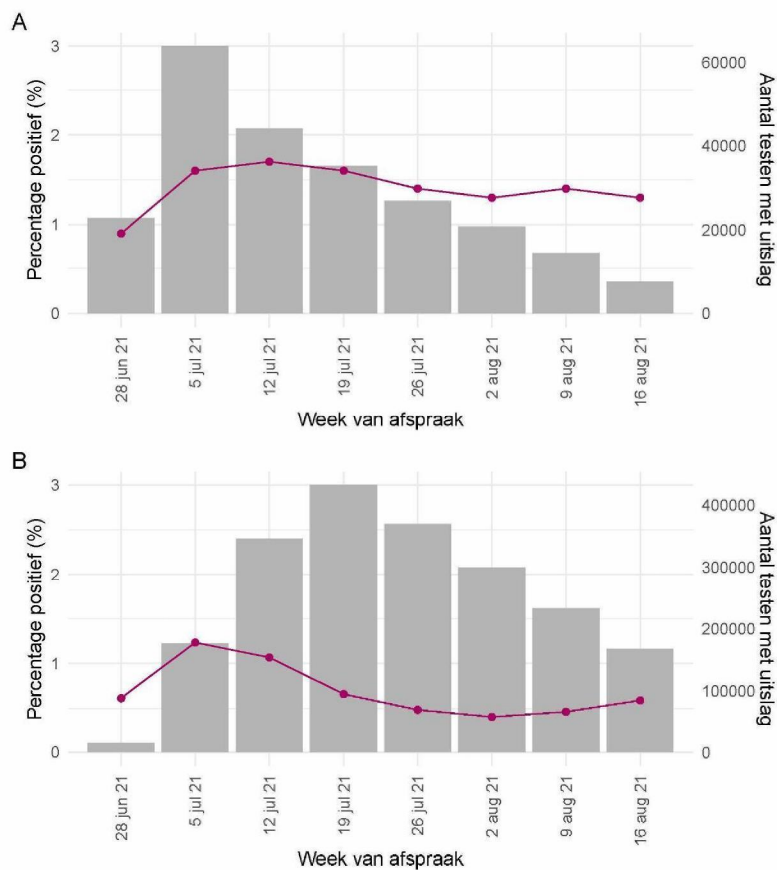 A
Percentage positief (%)
3
2
1
0
60000
40000
20000
0
Aantal testen met uitslag
28 jun 21
5 jul 21
12 jul 21
19 jul 21
26 jul 21
2 aug 21
9 aug 21
16 aug 21
Week van afspraak
B
Percentage positief (%)
3
2
1
0
400000
300000
200000
100000
0
Aantal testen met uitslag
28 jun 21
5 jul 21
12 jul 21
19 jul 21
26 jul 21
2 aug 21
9 aug 21
16 aug 21
Week van afspraak